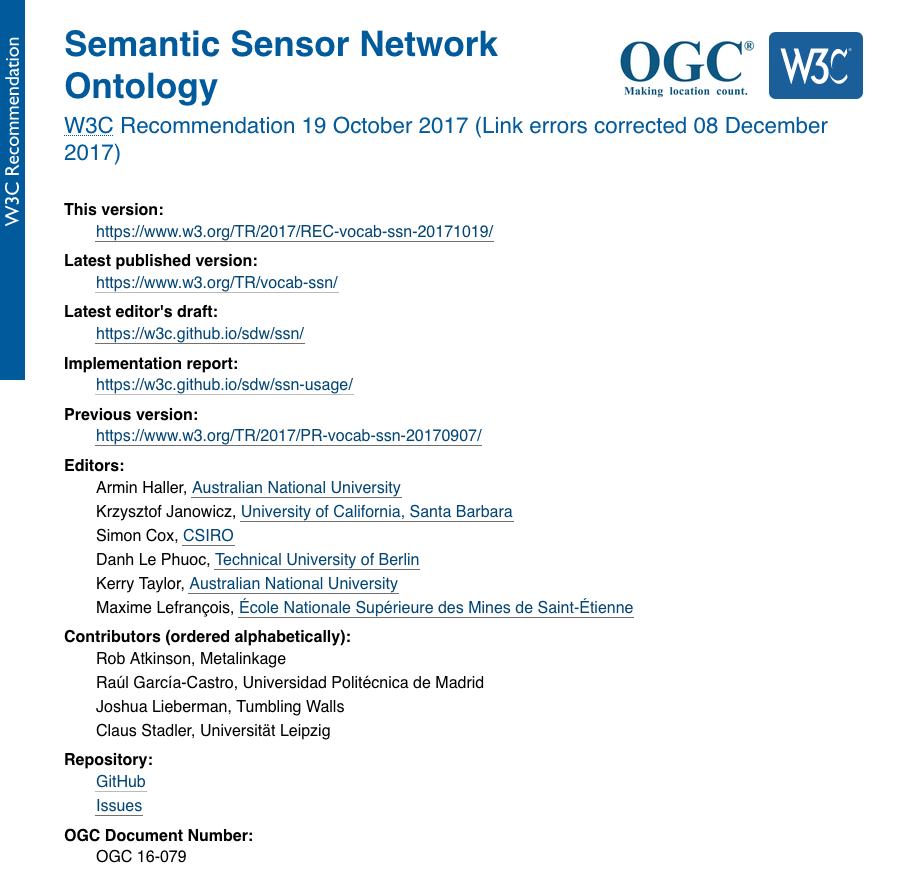 W3C Recommendation
Semantic Sensor Network
Ontology
OGC®
Making location count.
W3C®
W3C Recommendation 19 October 2017 (Link errors corrected 08 December
2017)
This version:
https://www.w3.org/TR/2017/REC-vocab-ssn-20171019/
Latest published version:
https://www.w3.org/TR/vocab-ssn/
Latest editor's draft:
https://w3c.github.io/sdw/ssn/
Implementation report:
https://w3c.github.io/sdw/ssn-usage/
Previous version:
https://www.w3.org/TR/2017/PR-vocab-ssn-20170907/
Editors:
Armin Haller, Australian National University
Krzysztof Janowicz, University of California, Santa Barbara
Simon Cox, CSIRO
Danh Le Phuoc, Technical University of Berlin
Kerry Taylor, Australian National University
Maxime Lefrançois, École Nationale Supérieure des Mines de Saint-Étienne
Contributors (ordered alphabetically):
Rob Atkinson, Metalinkage
Raúl García-Castro, Universidad Politécnica de Madrid
Joshua Lieberman, Tumbling Walls
Claus Stadler, Universität Leipzig
Repository:
GitHub
Issues
OGC Document Number:
OGC 16-079